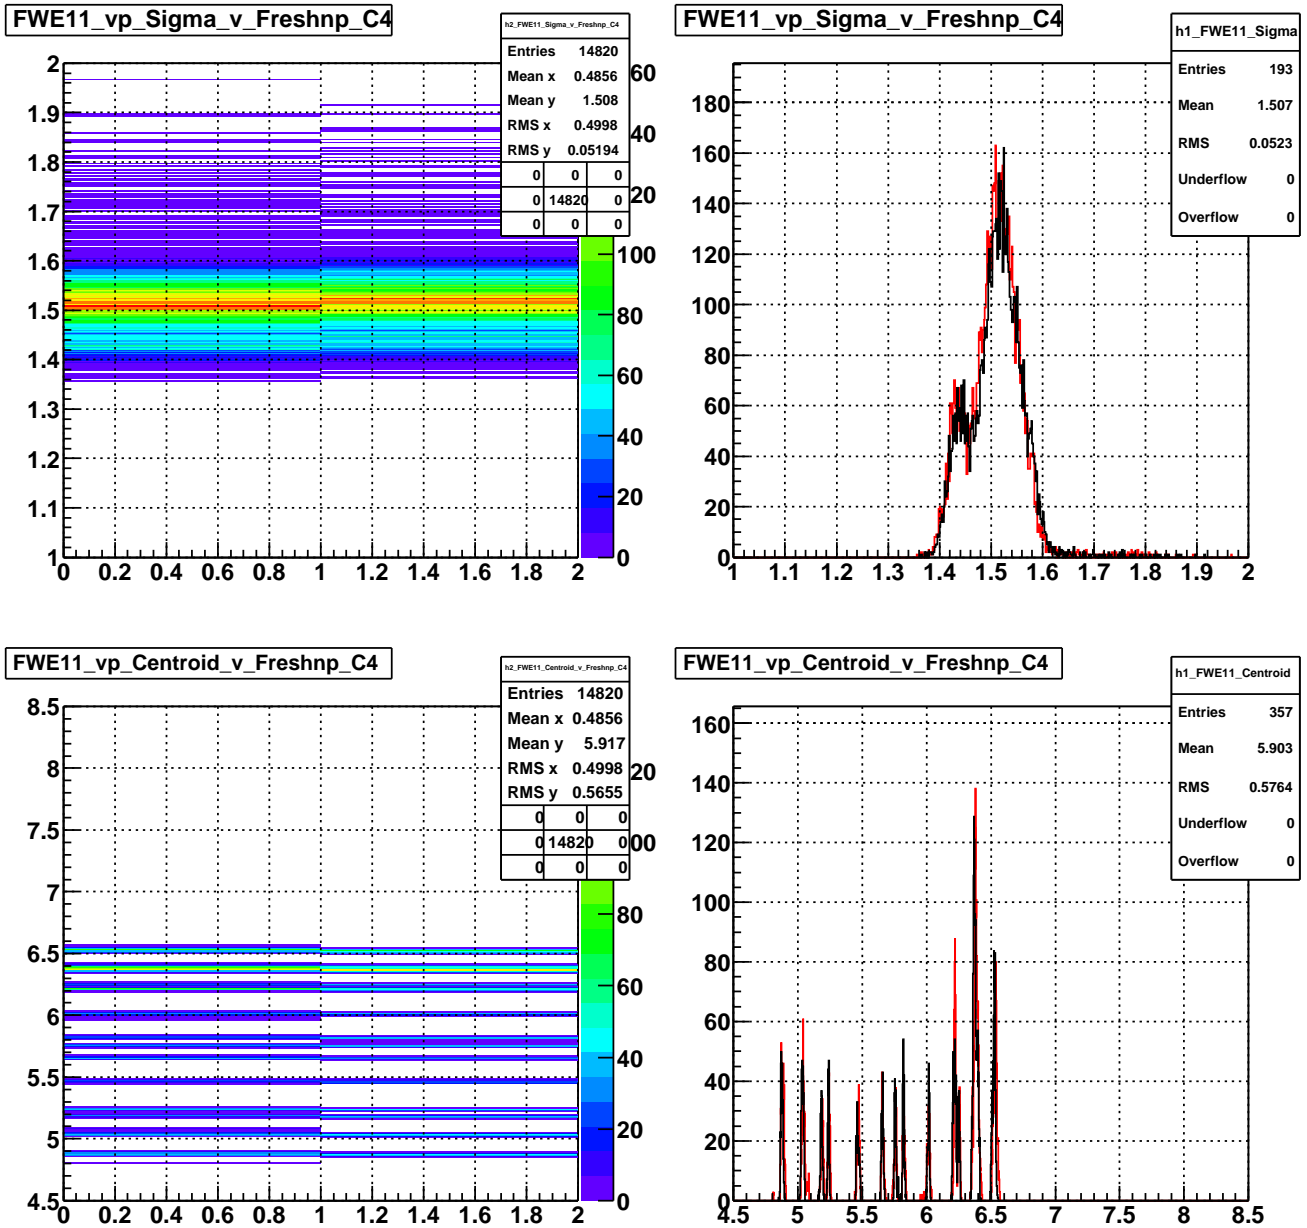 FWE11_vp_Sigma_v_Freshnp_C4
h2_FWE11_Sigma_v_Freshnp_C4
Entries 14820
Mean x 0.4856
Mean y 1.508
RMS x 0.4998
RMS y 0.05194
0 0 0
0 14820 0
0 0 0
60
40
20
100
80
60
40
20
0
2
1.9
1.8
1.7
1.6
1.5
1.4
1.3
1.2
1.1
1
0 0.2 0.4 0.6 0.8 1 1.2 1.4 1.6 1.8 2
FWE11_vp_Sigma_v_Freshnp_C4
h1_FWE11_Sigma
Entries 193
Mean 1.507
RMS 0.0523
Underflow 0
Overflow 0
180
160
140
120
100
80
60
40
20
0
1 1.1 1.2 1.3 1.4 1.5 1.6 1.7 1.8 1.9 2
FWE11_vp_Centroid_v_Freshnp_C4
h2_FWE11_Centroid_v_Freshnp_C4
Entries 14820
Mean x 0.4856
Mean y 5.917
RMS x 0.4998
RMS y 0.5655
0 0 0
0 14820 0
0 0 0
20
00
80
60
40
20
0
8.5
8
7.5
7
6.5
6
5.5
5
4.5
0 0.2 0.4 0.6 0.8 1 1.2 1.4 1.6 1.8 2
FWE11_vp_Centroid_v_Freshnp_C4
h1_FWE11_Centroid
Entries 357
Mean 5.903
RMS 0.5764
Underflow 0
Overflow 0
160
140
120
100
80
60
40
20
0
4.5 5 5.5 6 6.5 7 7.5 8 8.5